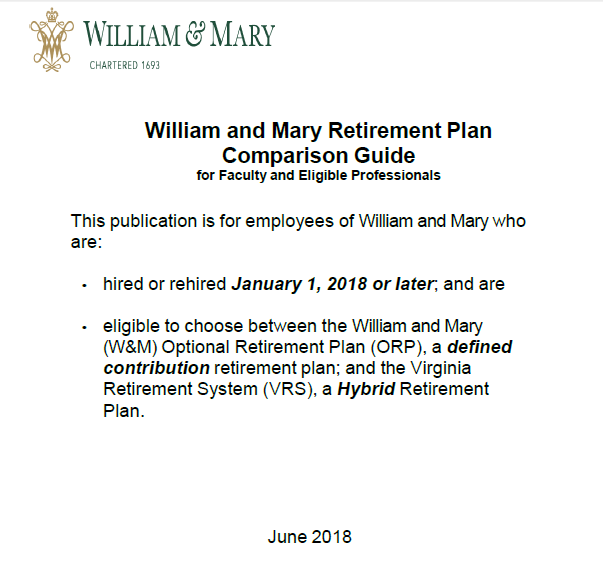 WILLIAM & MARY
CHARTERED 1693
William and Mary Retirement Plan
Comparison Guide
for Faculty and Eligible Professionals
This publication is for employees of William and Mary who
are:
• hired or rehired January 1, 2018 or later; and are
• eligible to choose between the William and Mary
(W&M) Optional Retirement Plan (ORP), a defined
contribution retirement plan; and the Virginia
Retirement System (VRS), a Hybrid Retirement
Plan.
June 2018